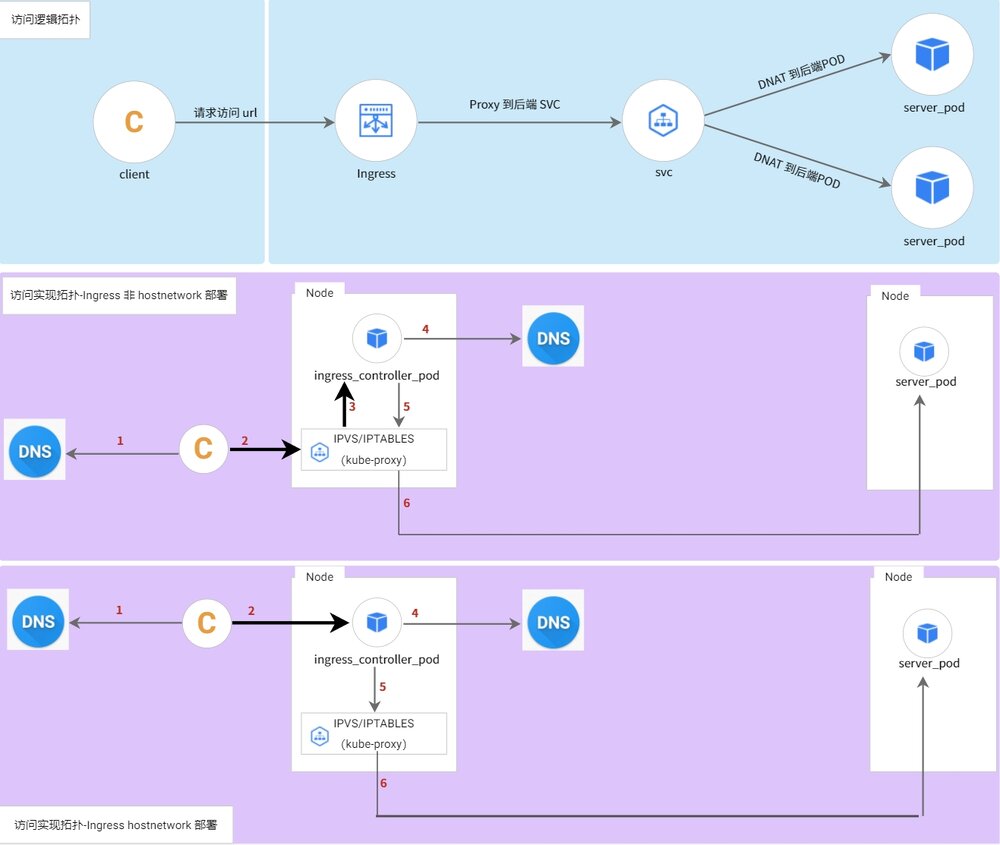 访问逻辑拓扑
C
client
请求访问 url
Ingress
Proxy 到后端 SVC
svc
DNAT 到后端POD
server_pod
DNAT 到后端POD
server_pod
访问实现拓扑-Ingress 非 hostnetwork 部署
Node
ingress_controller_pod
4
DNS
Node
server_pod
3
5
DNS
1
C
2
IPVS/IPTABLES
(kube-proxy)
6
Node
DNS
1
C
2
ingress_controller_pod
4
DNS
Node
server_pod
5
IPVS/IPTABLES
(kube-proxy)
6
访问实现拓扑-Ingress hostnetwork 部署